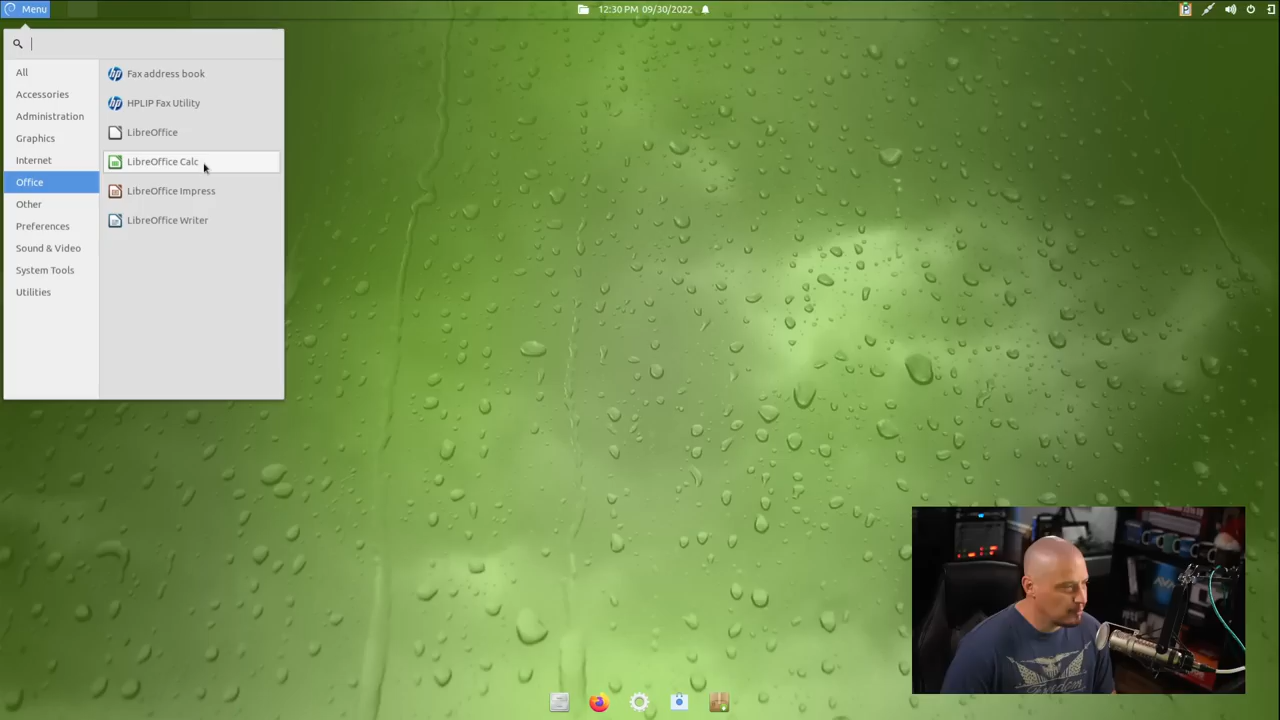 Menu
12:30 PM 09/30/2022
All
Accessories
Administration
Graphics
Internet
Office
Other
Preferences
Sound & Video
System Tools
Utilities
Fax address book
HPLIP Fax Utility
LibreOffice
LibreOffice Calc
LibreOffice Impress
LibreOffice Writer